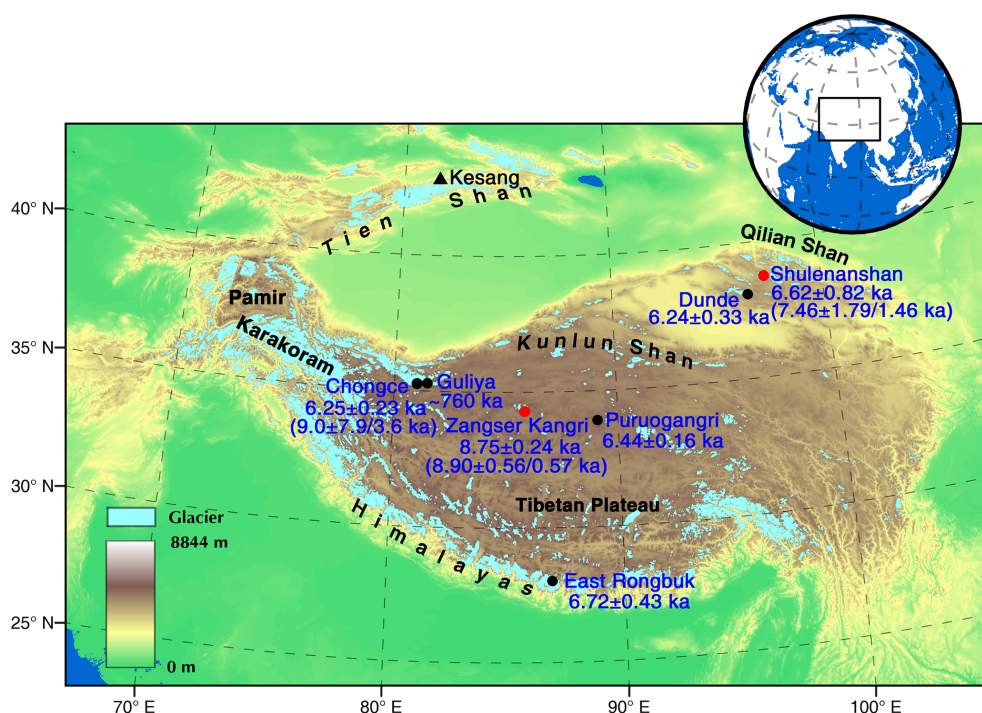 Kesang
Tien Shan
40° N
Qilian Shan
Shulenanshan
6.62±0.82 ka
(7.46±1.79/1.46 ka)
Dunde
6.24±0.33 ka
Pamir
Karakoram
Kunlun Shan
35° N
Chongce
6.25±0.23 ka
(9.0±7.9/3.6 ka)
Guliya
~760 ka
Zangser Kangri
8.75±0.24 ka
(8.90±0.56/0.57 ka)
Puruogangri
6.44±0.16 ka
30° N
Tibetan Plateau
Himalayas
Glacier
8844 m
0 m
East Rongbuk
6.72±0.43 ka
25° N
70° E
80° E
90° E
100° E